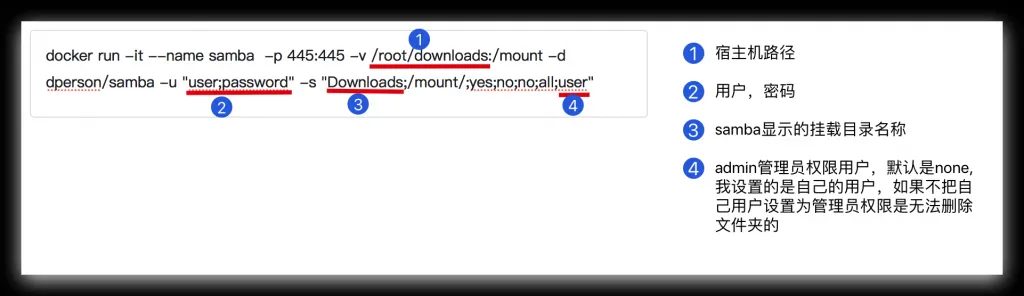 docker run -it --name samba -p 445:445 -v /root/downloads:/mount -d
dperson/samba -u "user;password" -s "Downloads;/mount/;yes;no;no;all;user"
1
2
3
4
1 宿主机路径
2 用户，密码
3 samba显示的挂载目录名称
4 admin管理员权限用户，默认是none,
我设置的是自己的用户，如果不把自
己用户设置为管理员权限是无法删除
文件夹的